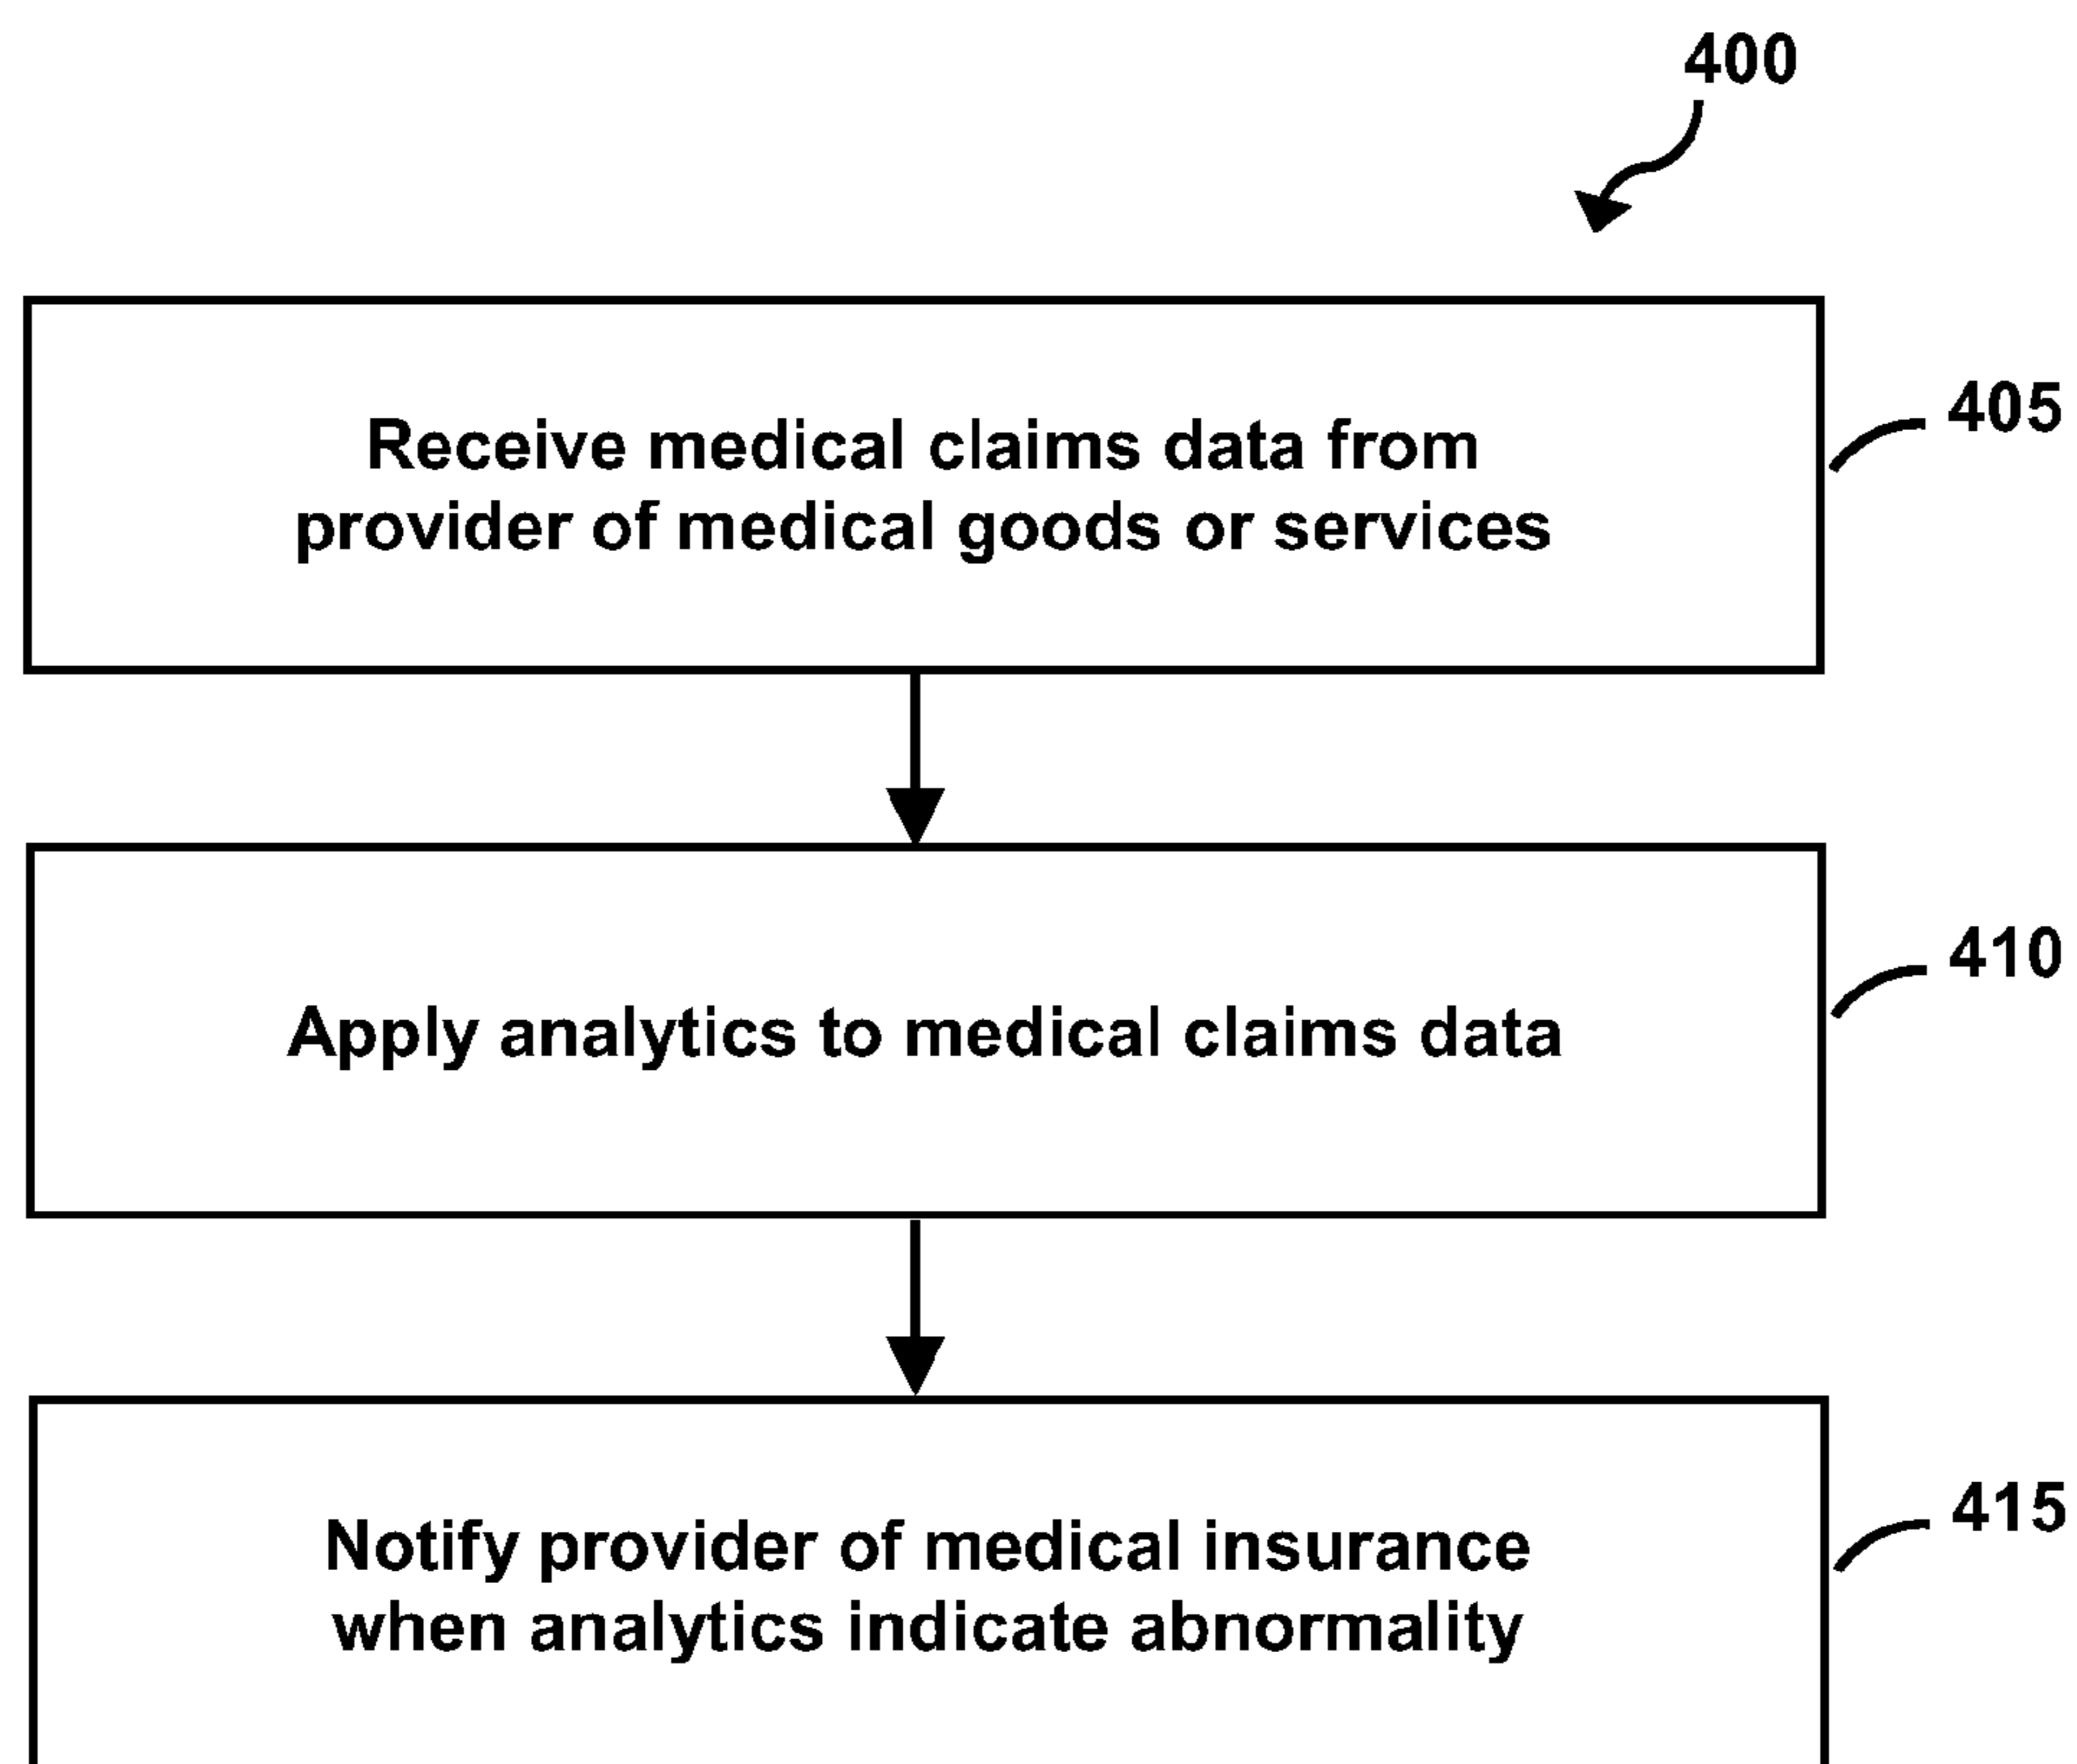 400
Receive medical claims data from
provider of medical goods or services
405
Apply analytics to medical claims data
410
Notify provider of medical insurance
when analytics indicate abnormality
415